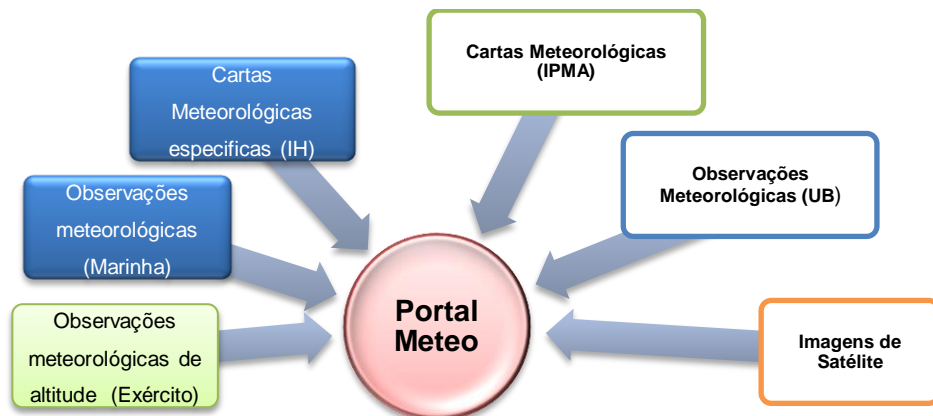 Cartas
Meteorológicas
especificas (IH)
Cartas Meteorológicas
(IPMA)
Observações
meteorológicas
(Marinha)
Observações
Meteorológicas (UB)
Observações
meteorológicas de
altitude (Exército)
Portal
Meteo
Imagens de
Satélite